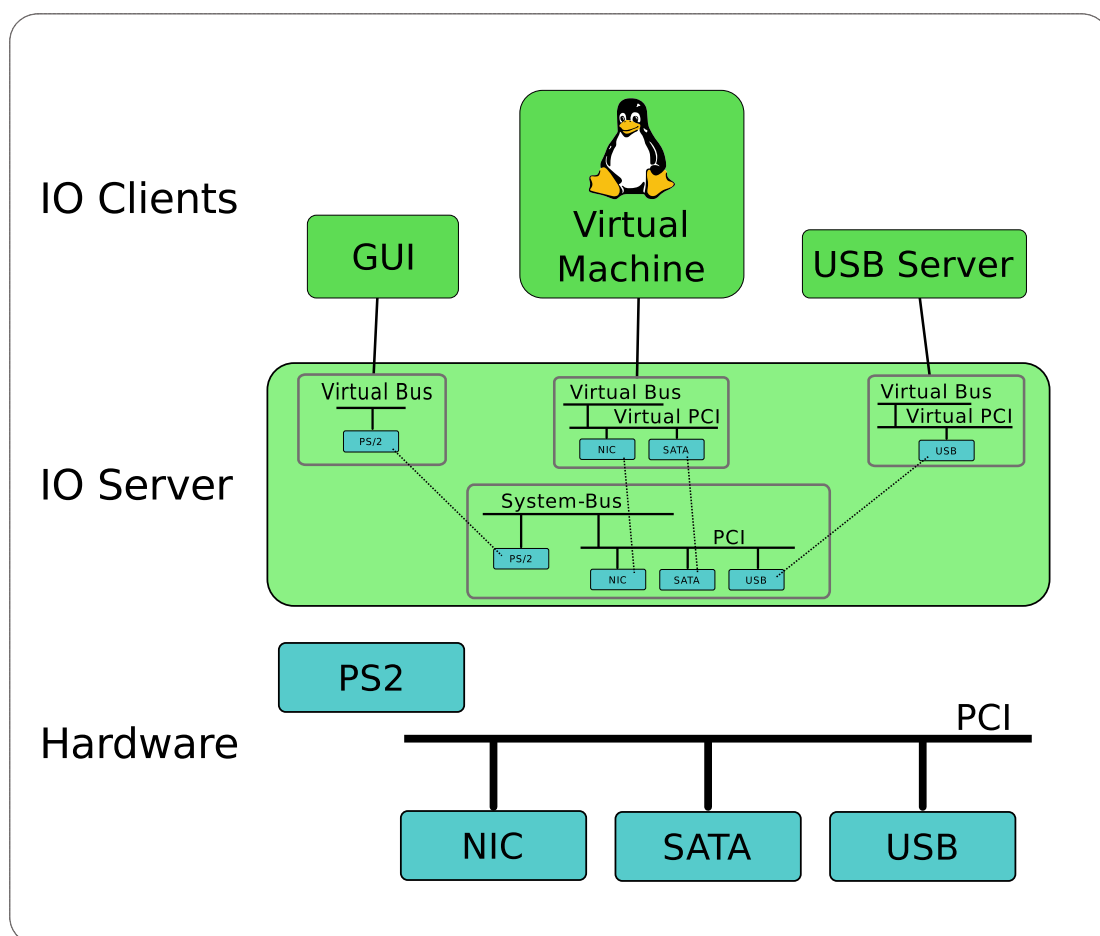 IO Clients
GUI
Virtual
Machine
USB Server
IO Server
Virtual Bus
PS/2
Virtual Bus
Virtual PCI
NIC
SATA
Virtual Bus
Virtual PCI
USB
System-Bus
PS/2
PCI
NIC
SATA
USB
Hardware
PS2
PCI
NIC
SATA
USB